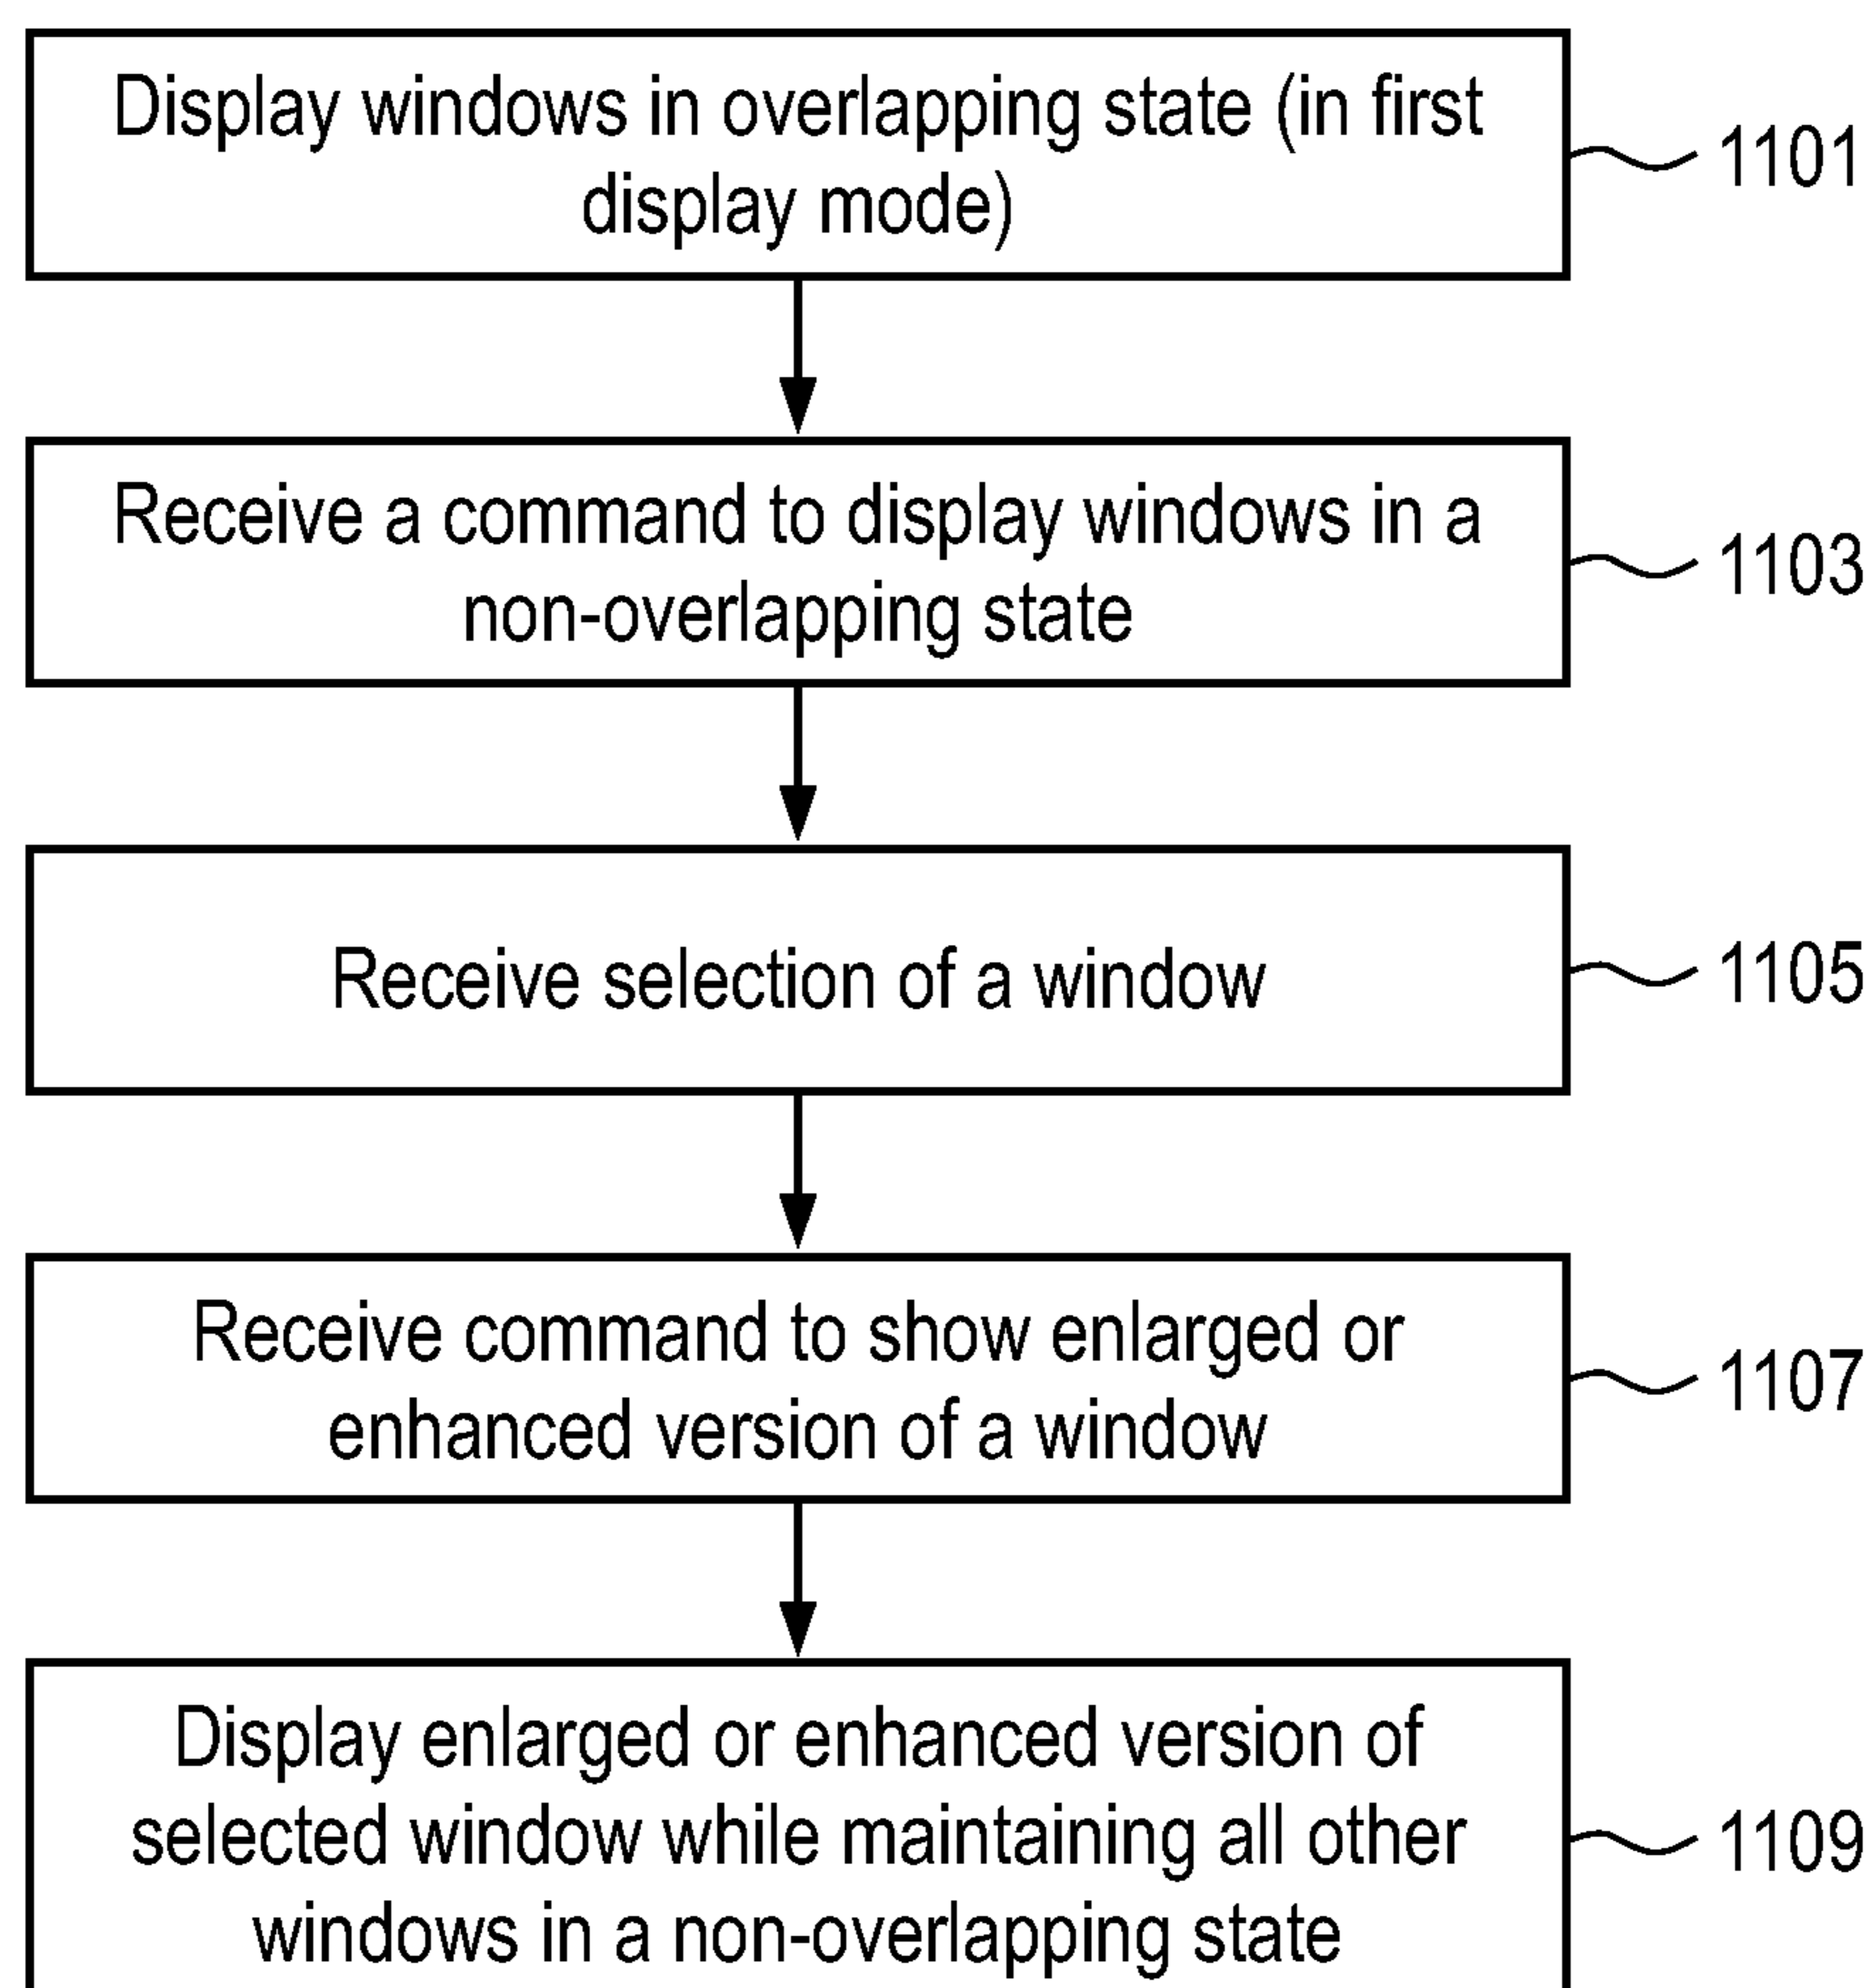 Display windows in overlapping state (in first
display mode)
1101
Receive a command to display windows in a
non-overlapping state
1103
Receive selection of a window
1105
Receive command to show enlarged or
enhanced version of a window
1107
Display enlarged or enhanced version of
selected window while maintaining all other
windows in a non-overlapping state
1109